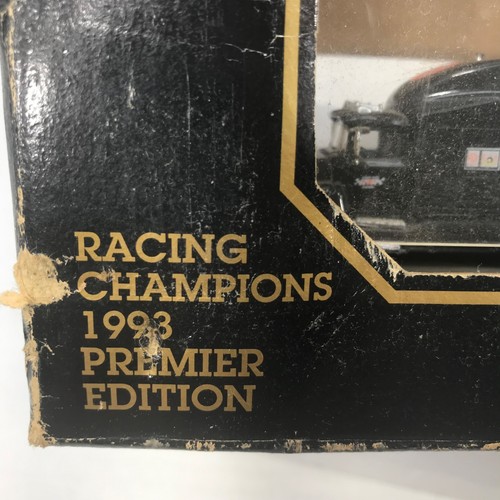 RACING
CHAMPIONS
1993
PREMIER
EDITION